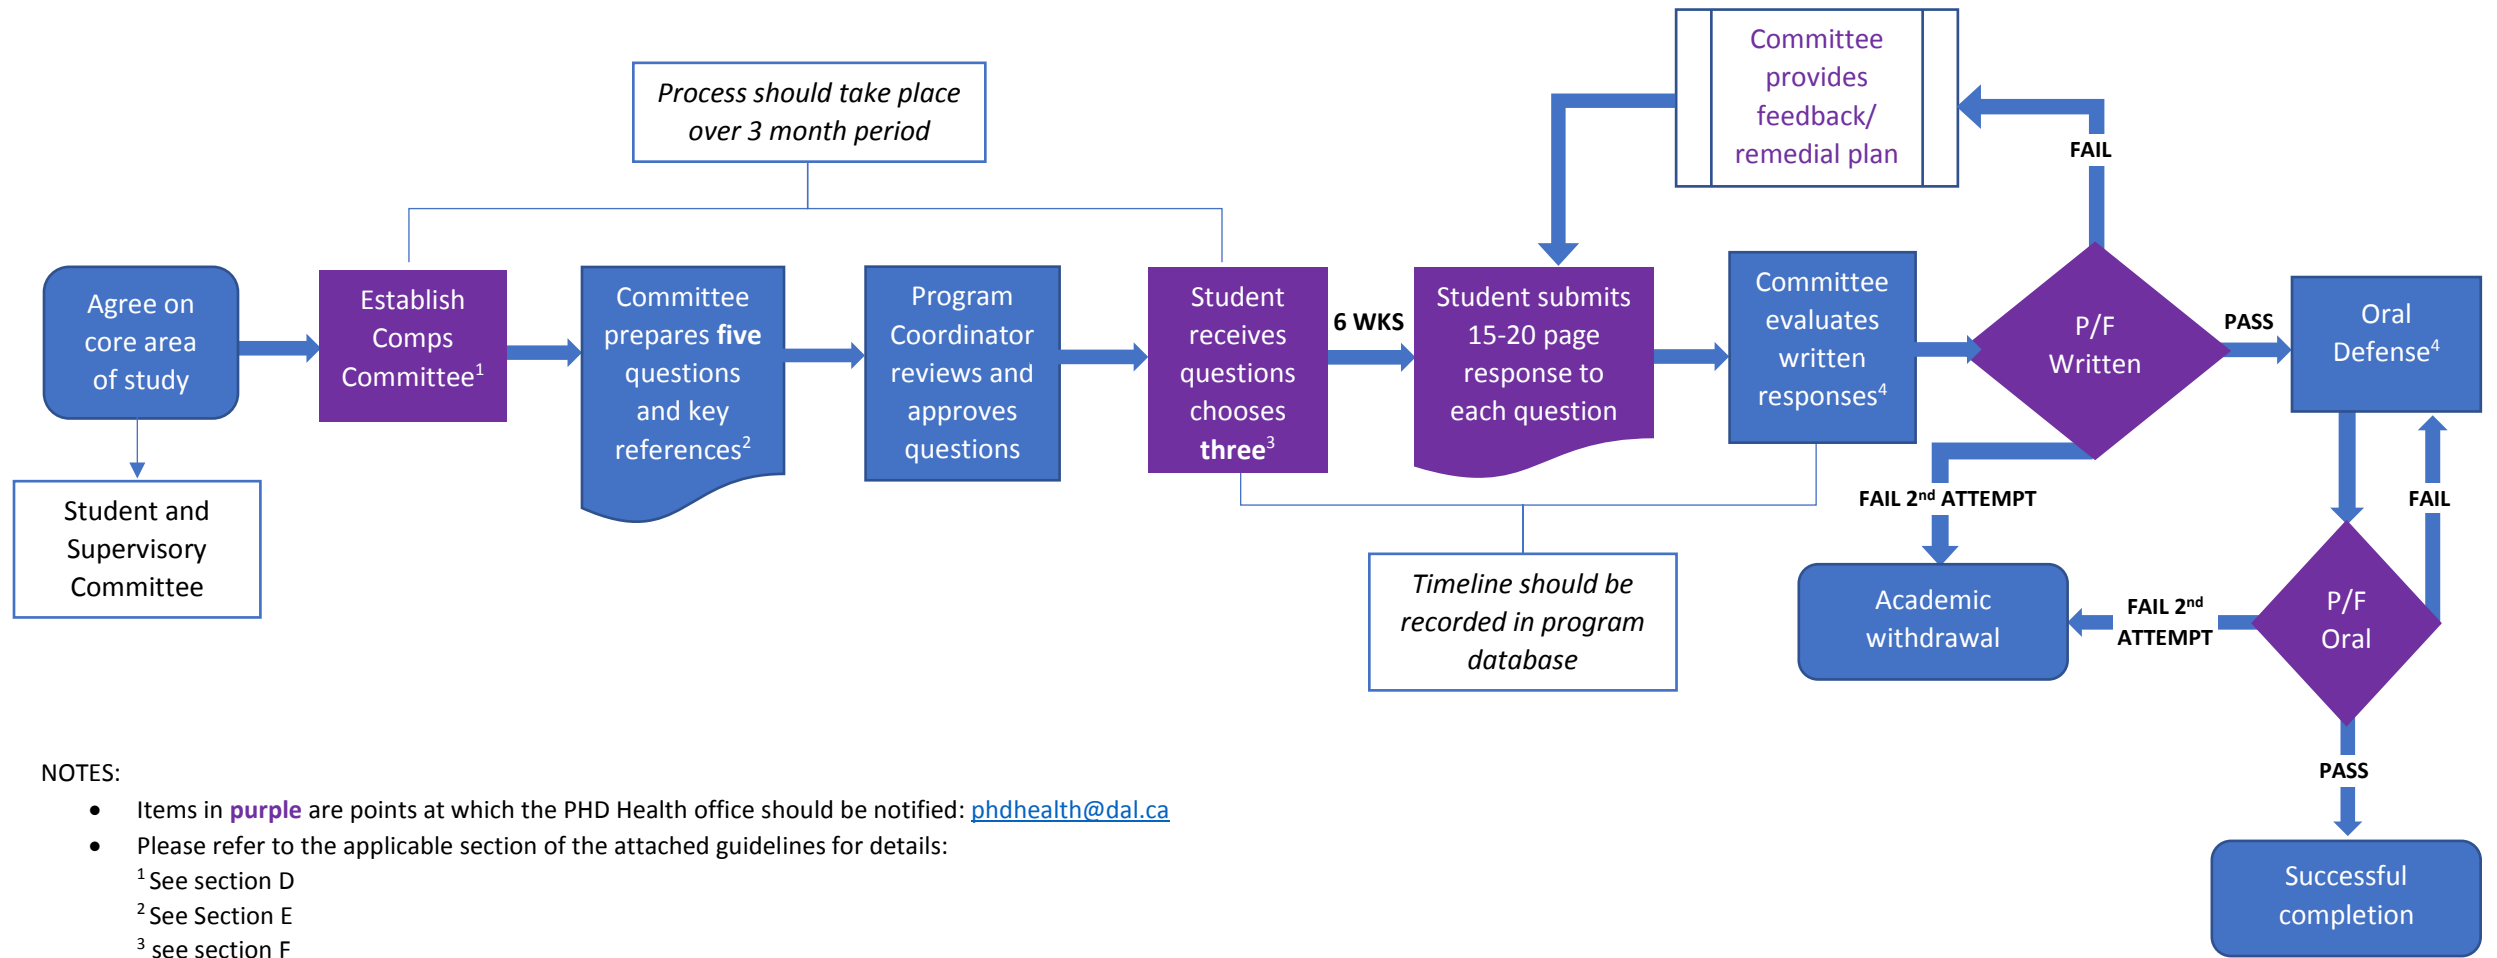 Process should take place
over 3 month period
Committee
provides
feedback/
remedial plan
FAIL
Agree on
core area
of study
Student and
Supervisory
Committee
Establish
Comps
Committee¹
Committee
prepares five
questions
and key
references²
Program
Coordinator
reviews and
approves
questions
Student
receives
questions
chooses
three³
6 WKS
Student submits
15-20 page
response to
each question
Committee
evaluates
written
responses⁴
Timeline should be
recorded in program
database
P/F
Written
PASS
Oral
Defense⁴
FAIL 2nd ATTEMPT
Academic
withdrawal
FAIL 2nd
ATTEMPT
P/F
Oral
FAIL
PASS
Successful
completion
NOTES:
• Items in purple are points at which the PHD Health office should be notified: phdhealth@dal.ca
• Please refer to the applicable section of the attached guidelines for details:
¹ See section D
² See Section E
³ see section F